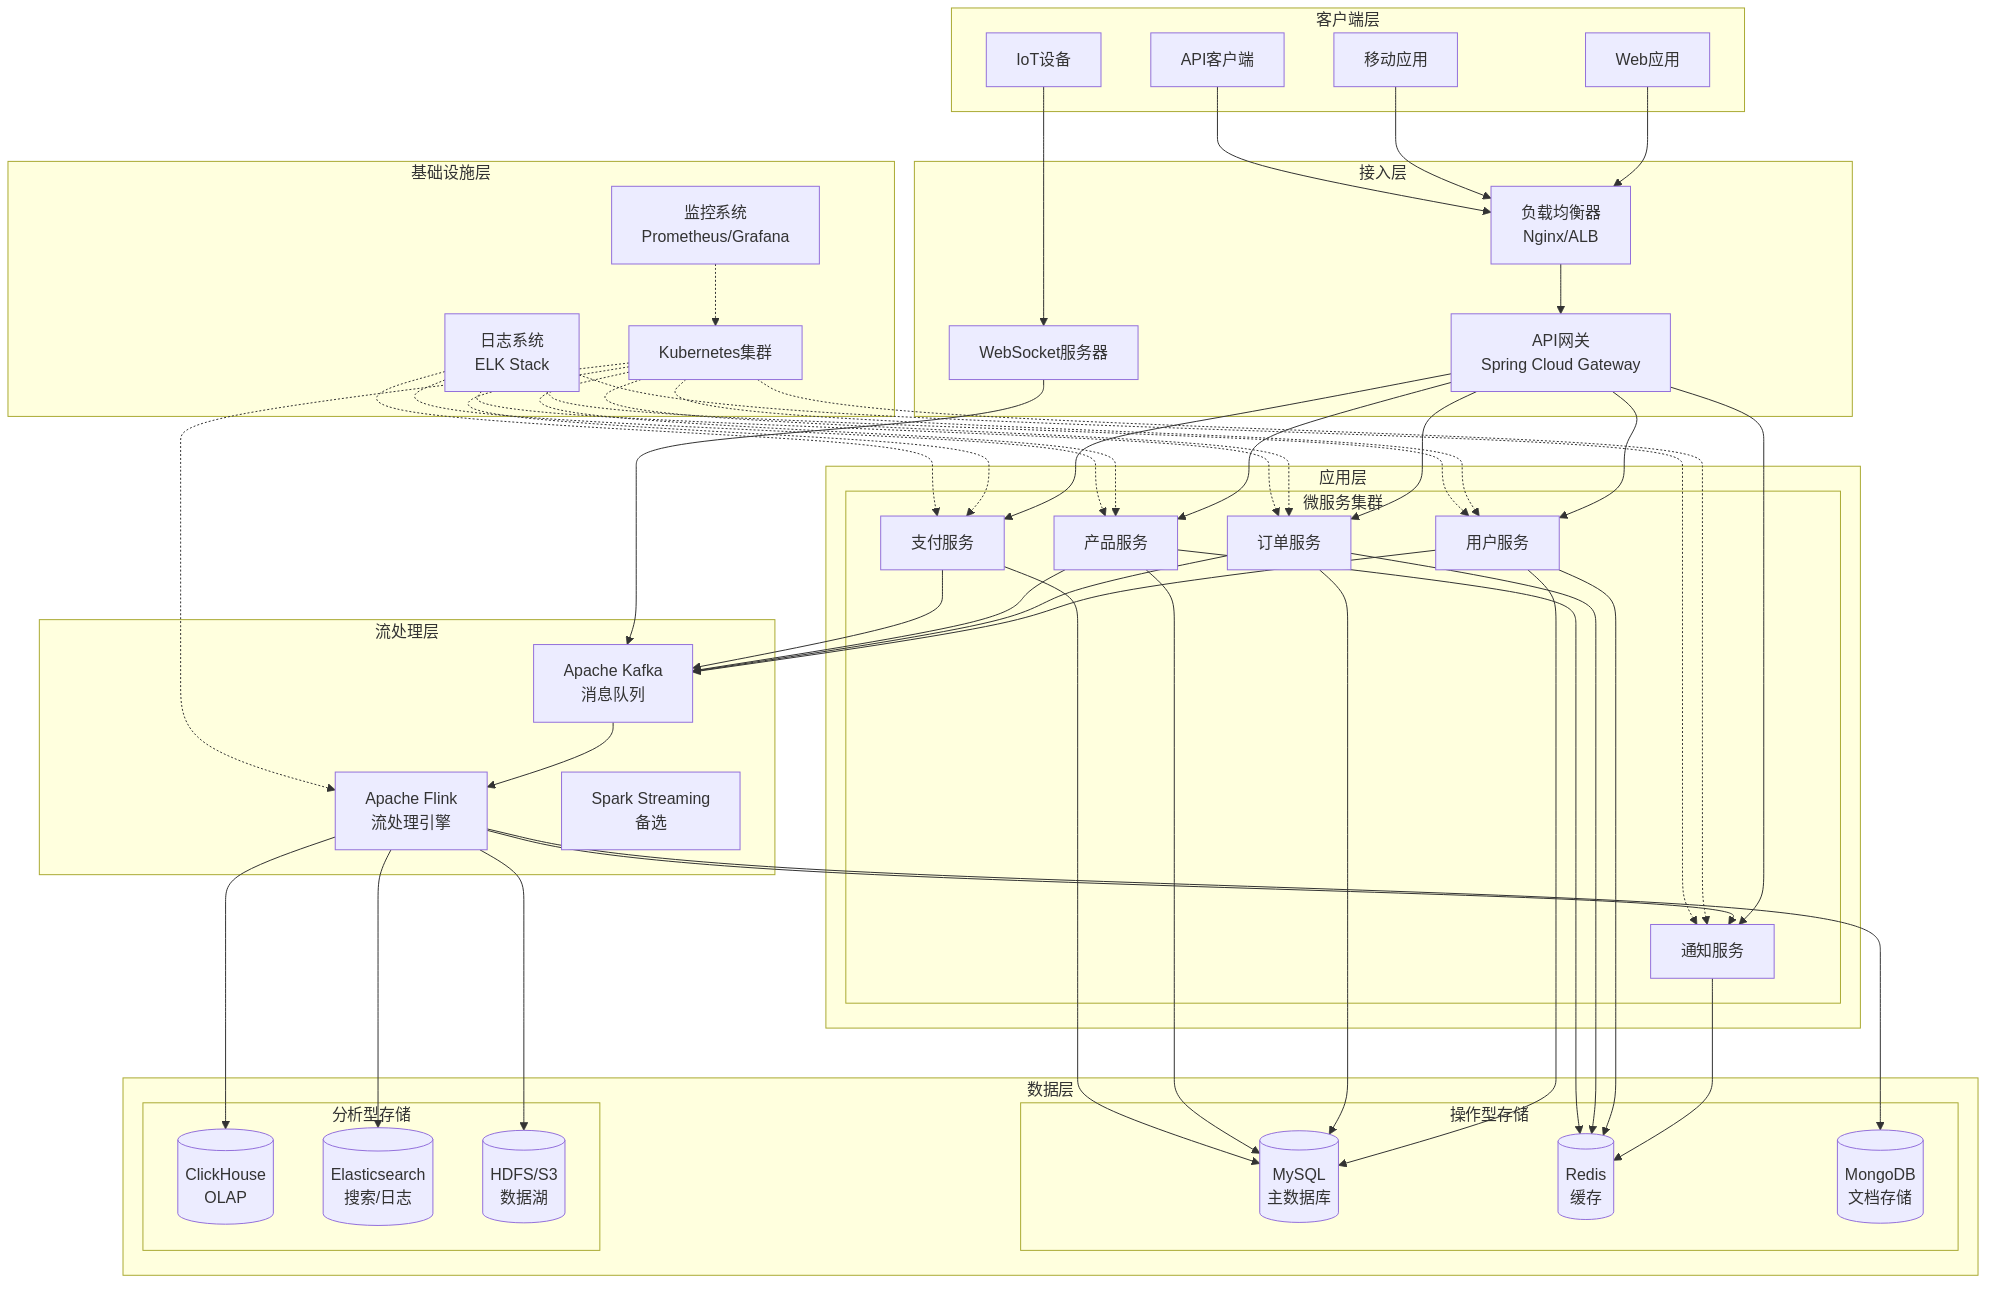 客户端层
IoT设备
API客户端
移动应用
Web应用
基础设施层
监控系统
Prometheus/Grafana
日志系统
ELK Stack
Kubernetes集群
接入层
负载均衡器
Nginx/ALB
WebSocket服务器
API网关
Spring Cloud Gateway
应用层
微服务集群
支付服务
产品服务
订单服务
用户服务
通知服务
流处理层
Apache Kafka
消息队列
Apache Flink
流处理引擎
Spark Streaming
备选
数据层
分析型存储
ClickHouse
OLAP
Elasticsearch
搜索/日志
HDFS/S3
数据湖
操作型存储
MySQL
主数据库
Redis
缓存
MongoDB
文档存储